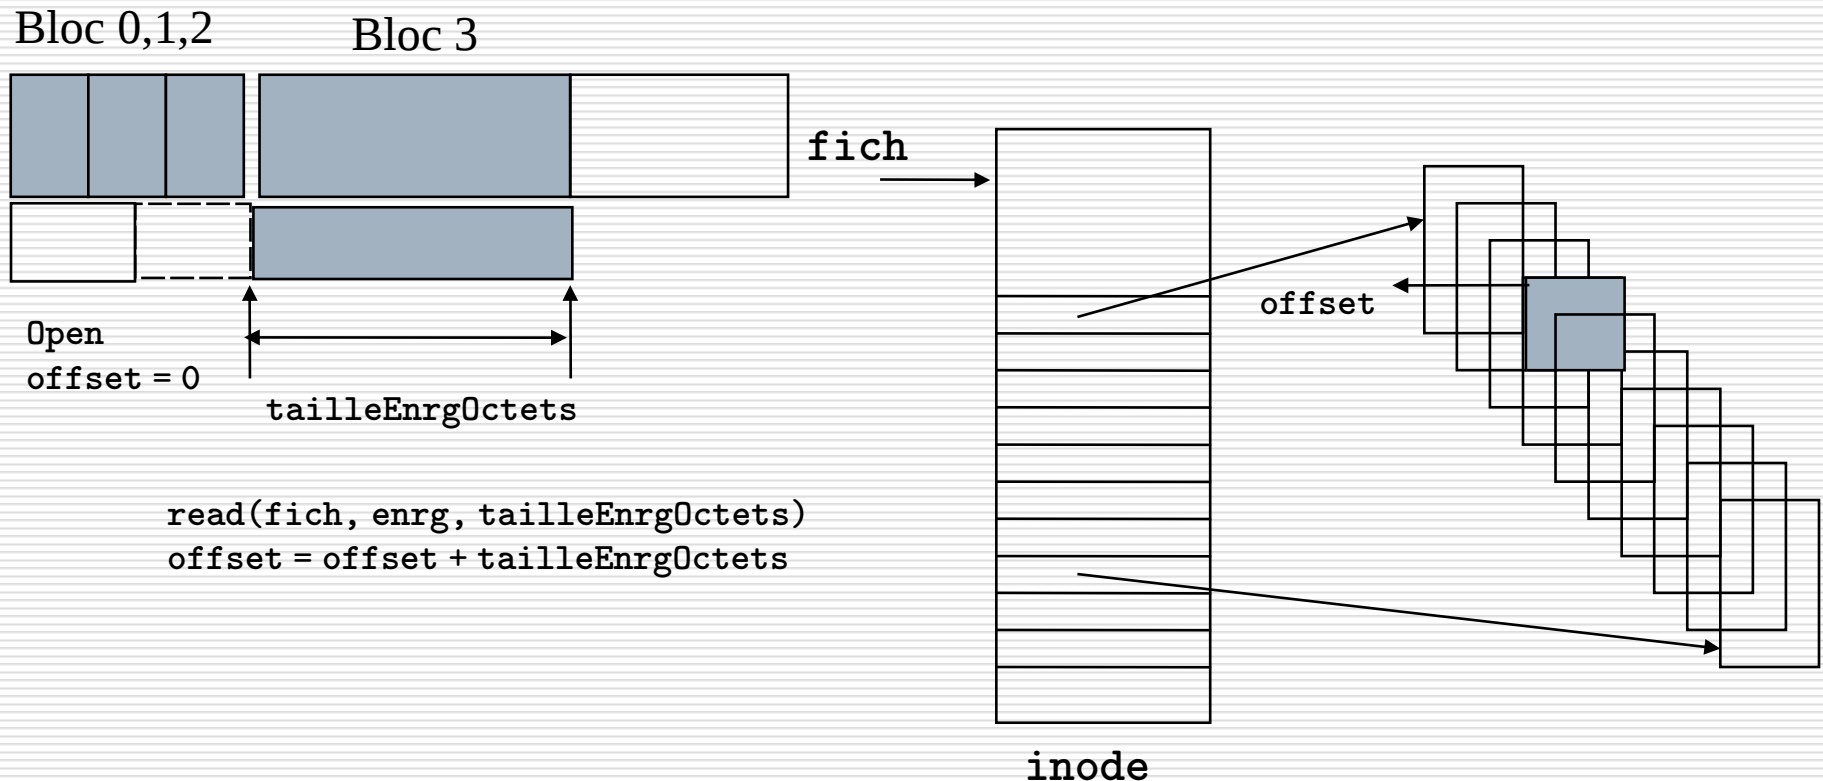 Bloc 0,1,2
Bloc 3
fich
offset
Open
offset = 0
tailleEnrgOctets
read(fich, enrg, tailleEnrgOctets)
offset = offset + tailleEnrgOctets
inode